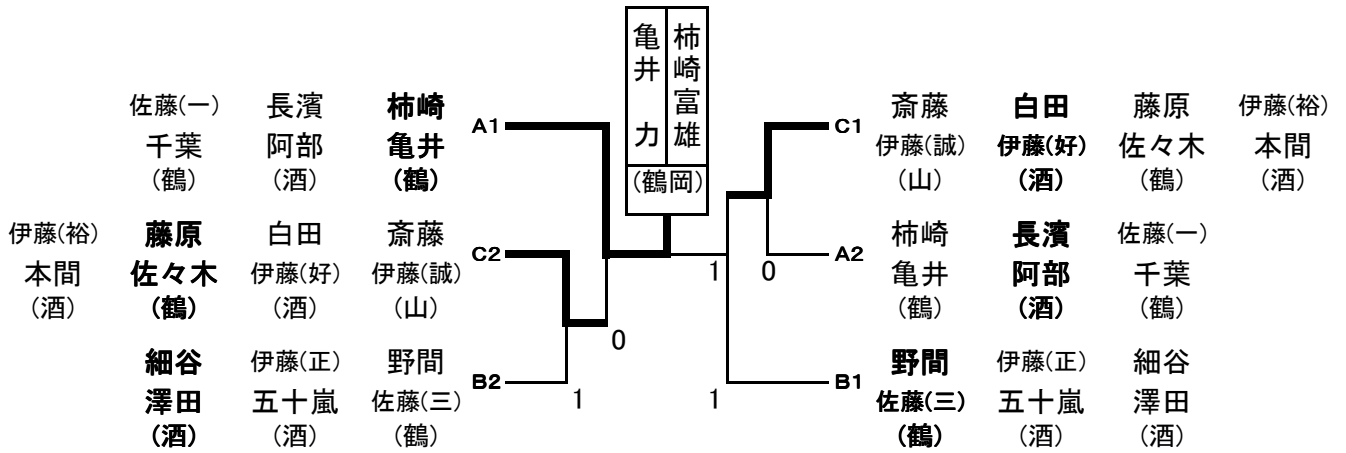 亀井　力
柿崎富雄
(鶴岡)
佐藤(一) 長濱 柿崎
千葉 阿部 亀井
(鶴) (酒) (鶴)
A1
伊藤(裕) 藤原 白田 斎藤
本間 佐々木 伊藤(好) 伊藤(誠)
(酒) (鶴) (酒) (山)
C2
細谷 伊藤(正) 野間
澤田 五十嵐 佐藤(三)
(酒) (酒) (鶴)
B2
0
1
1 0
1
C1
斎藤 白田 藤原 伊藤(裕)
伊藤(誠) 伊藤(好) 佐々木 本間
(山) (酒) (鶴) (酒)
A2
柿崎 長濱 佐藤(一)
亀井 阿部 千葉
(鶴) (酒) (鶴)
B1
野間 伊藤(正) 細谷
佐藤(三) 五十嵐 澤田
(鶴) (酒) (酒)